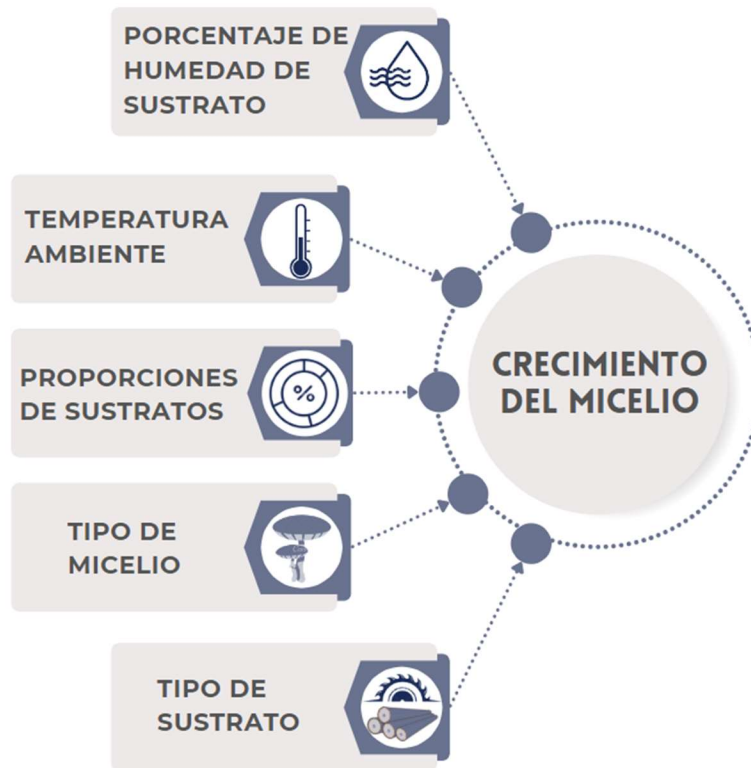 PORCENTAJE DE
HUMEDAD DE
SUSTRATO
TEMPERATURA
AMBIENTE
PROPORCIONES
DE SUSTRATOS
%
TIPO DE
MICELIO
TIPO DE
SUSTRATO
CRECIMIENTO
DEL MICELIO